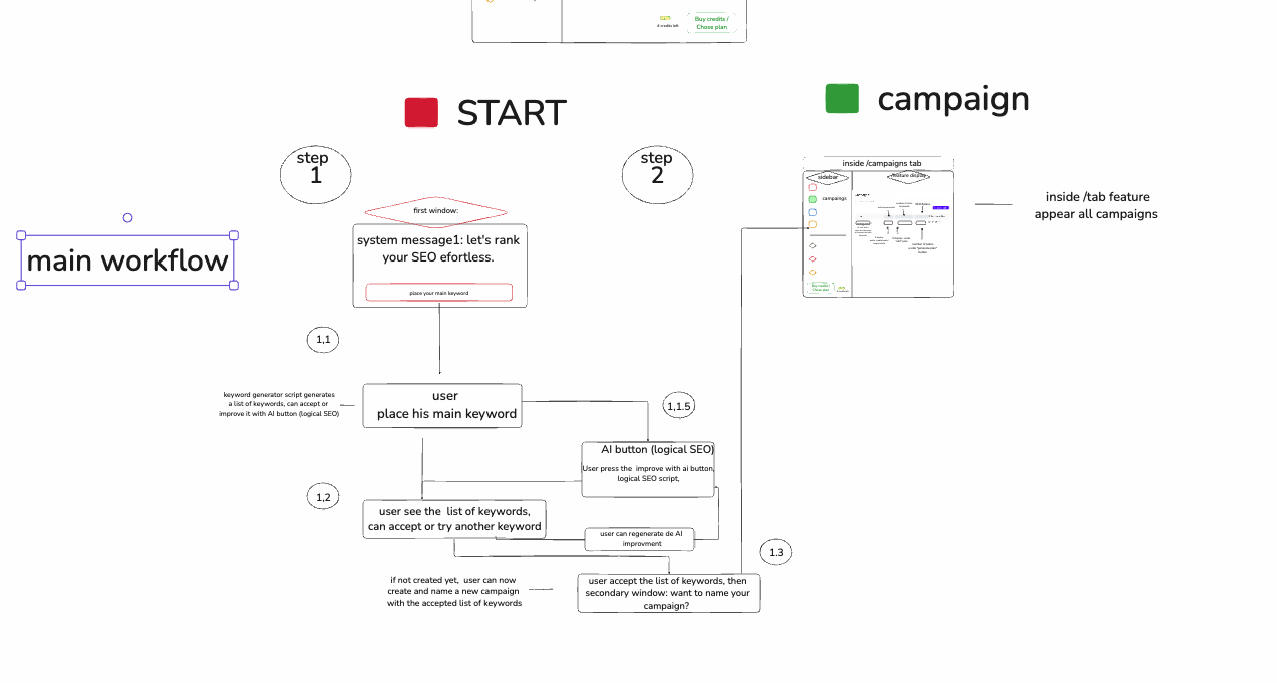 4 credits left
Buy credits /
Chose plan
START
campaign
step
1
step
2
inside /campaigns tab
sidebar
feature display
campaings
Buy credits /
Chose plan
inside /tab feature
appear all campaigns
main workflow
first window:
system message1: let's rank
your SEO efortless.
place your main keyword
1,1
keyword generator script generates
a list of keywords, can accept or
improve it with AI button (logical SEO)
user
place his main keyword
1,1.5
AI button (logical SEO)
User press the improve with ai button,
logical SEO script,
1,2
user see the list of keywords,
can accept or try another keyword
user can regenerate de AI
improvment
1.3
if not created yet, user can now
create and name a new campaign
with the accepted list of keywords
user accept the list of keywords, then
secondary window: want to name your
campaign?